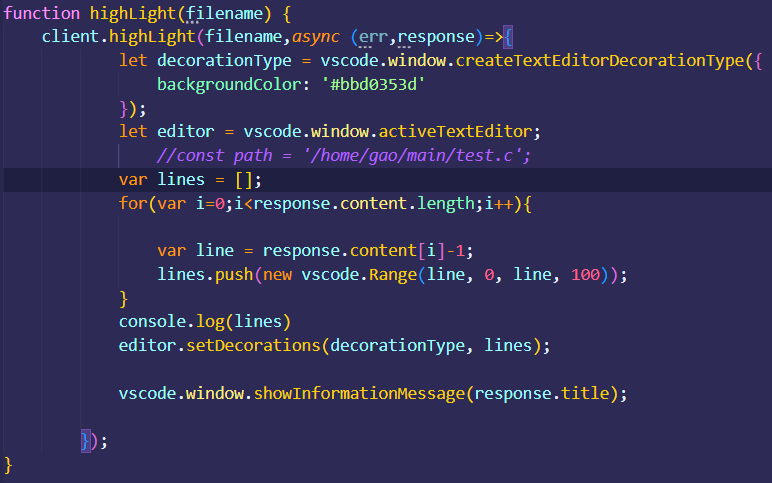 function highLight(filename) {
client.highLight(filename,async (err,response)=>{
let decorationType = vscode.window.createTextEditorDecorationType({
backgroundColor: '#bbd0353d'
});
let editor = vscode.window.activeTextEditor;
//const path = '/home/gao/main/test.c';
var lines = [];
for(var i=0;i<response.content.length;i++){
var line = response.content[i]-1;
lines.push(new vscode.Range(line, 0, line, 100));
}
console.log(lines)
editor.setDecorations(decorationType, lines);
vscode.window.showInformationMessage(response.title);
});
}